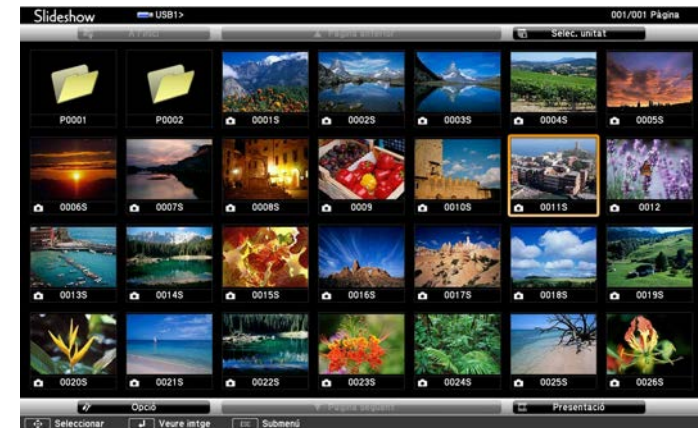 Slideshow USB1> 001/001 Pàgina
A l'inici Pàgina anterior Selec. unitat
P0001 P0002 0001S 0002S 0003S 0004S 0005S
0006S 0007S 0008S 0009 0010S 0011S 0012
0013S 0014S 0015S 0016S 0017S 0018S 0019S
0020S 0021S 0022S 0023S 0024S 0025S 0026S
Opció Pàgina següent Presentació
Seleccionar Veure imtge Esc Submenú